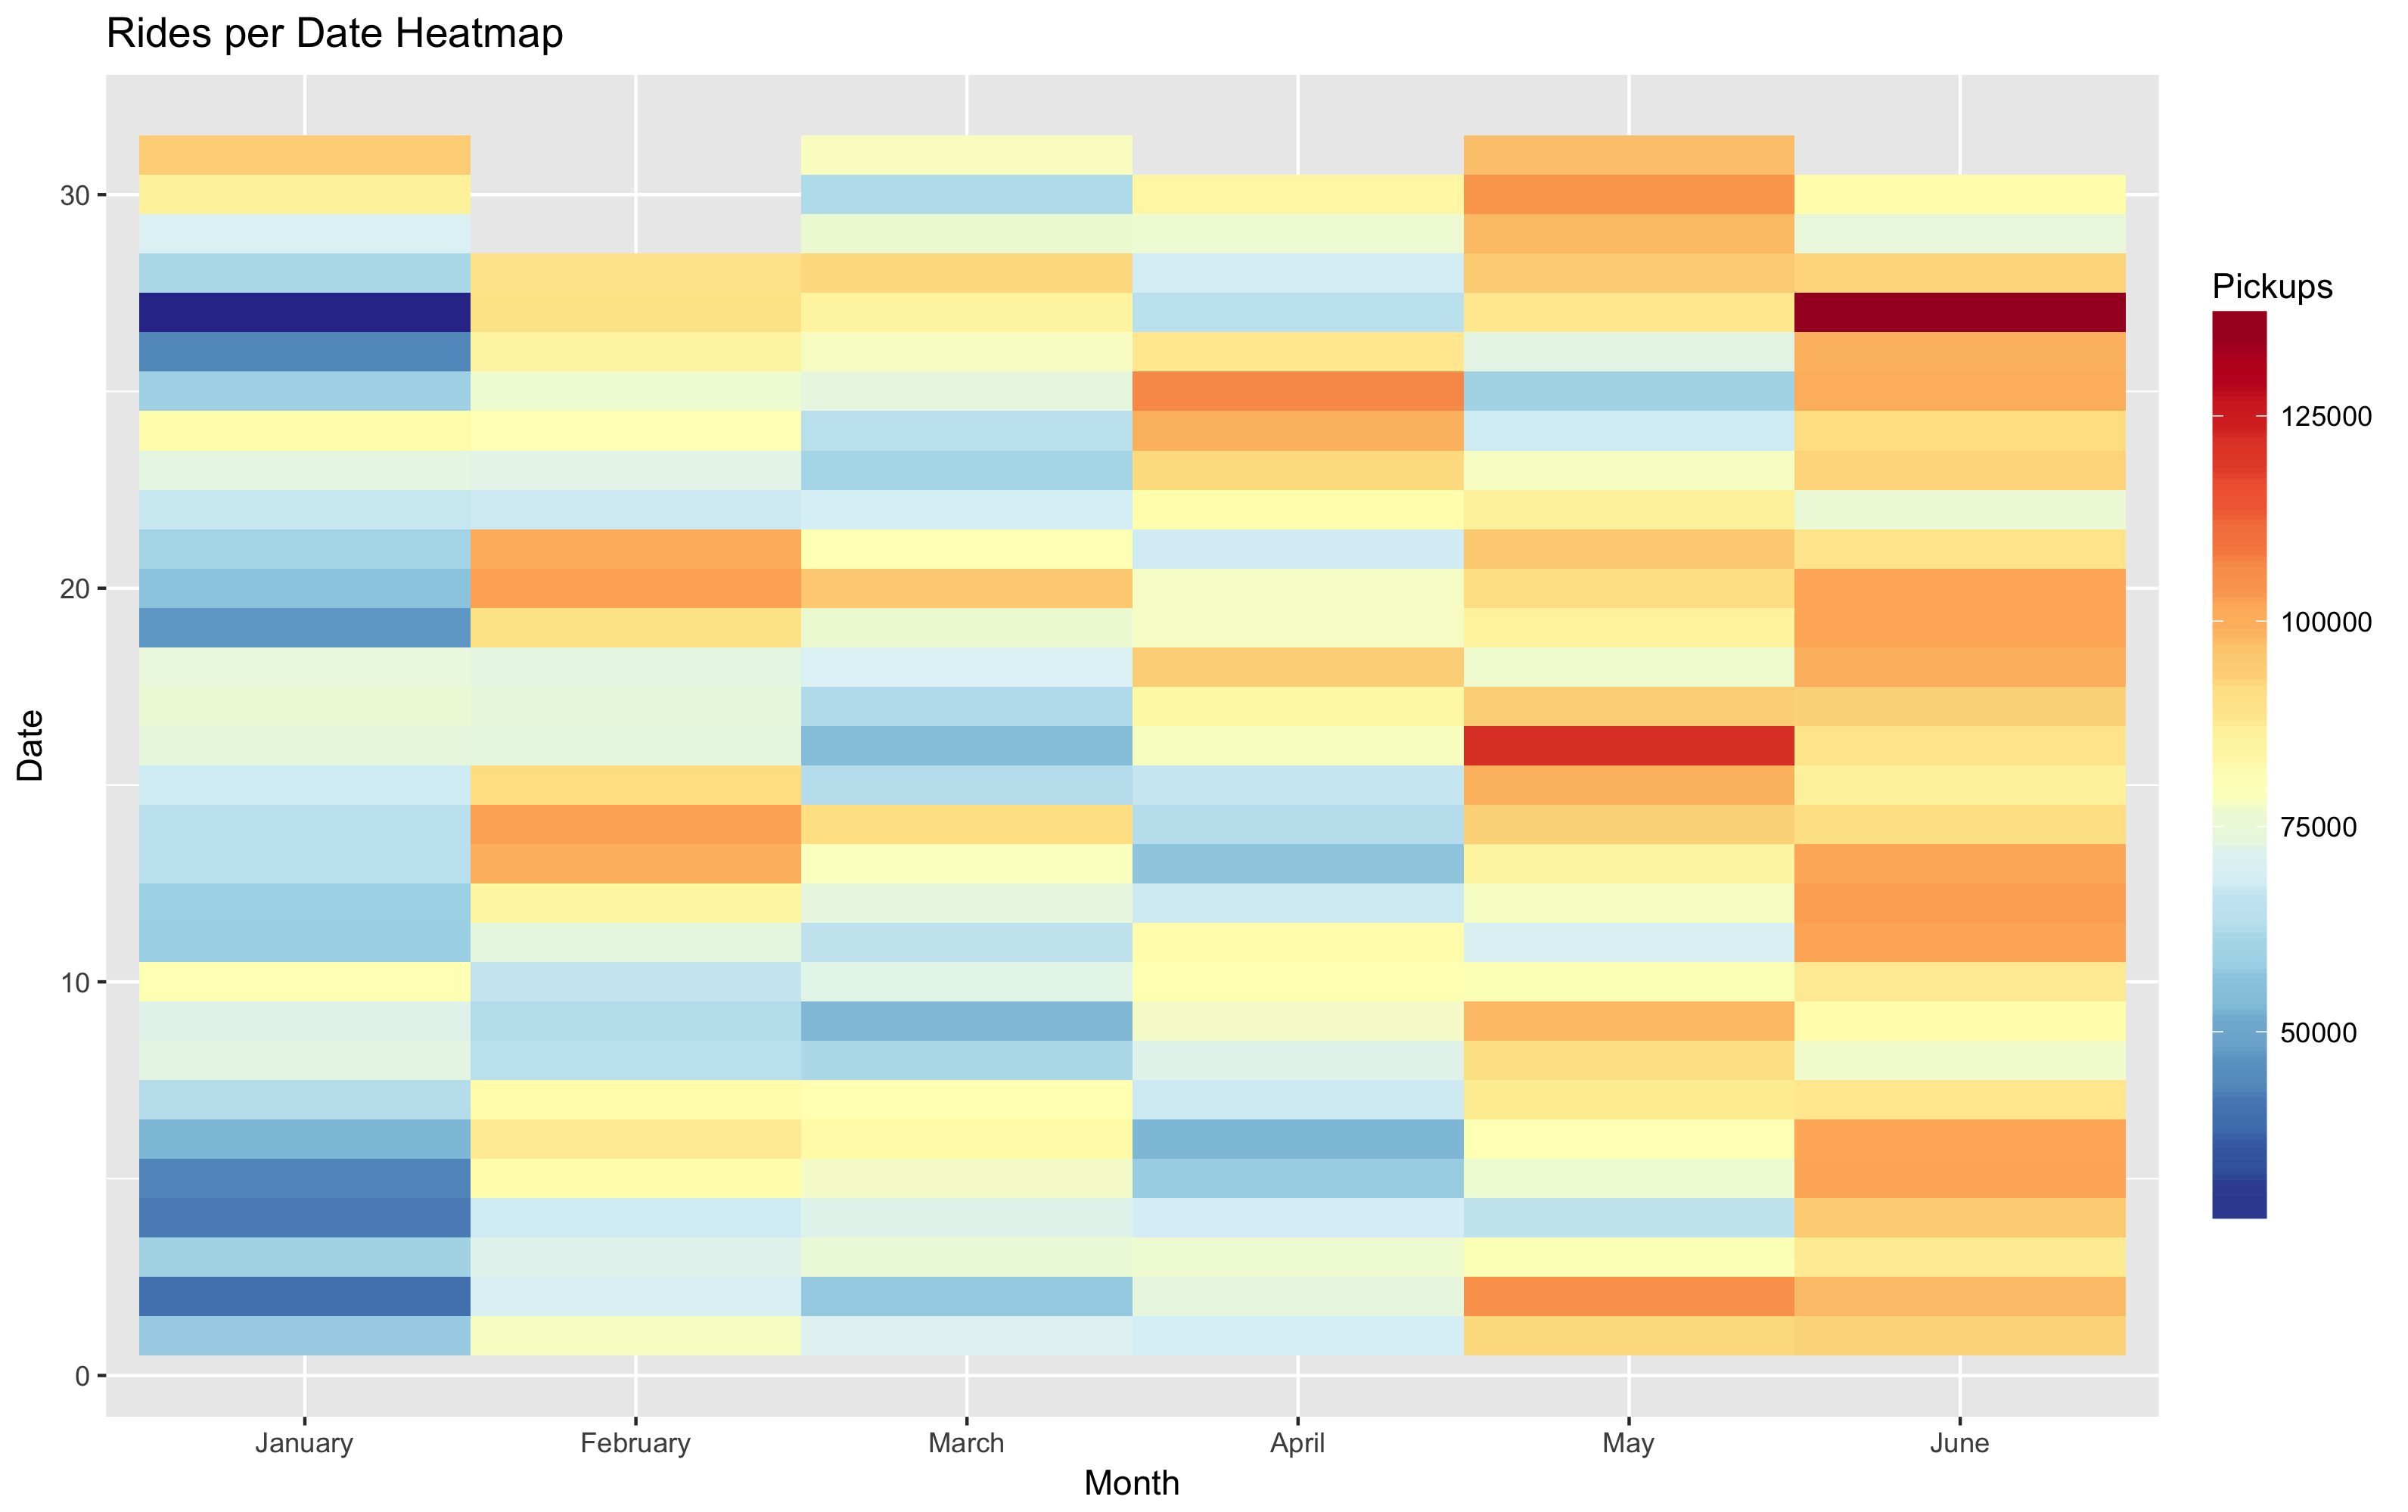 Rides per Date Heatmap
30
20
10
0
Date
January February March April May June
Month
Pickups
125000
100000
75000
50000